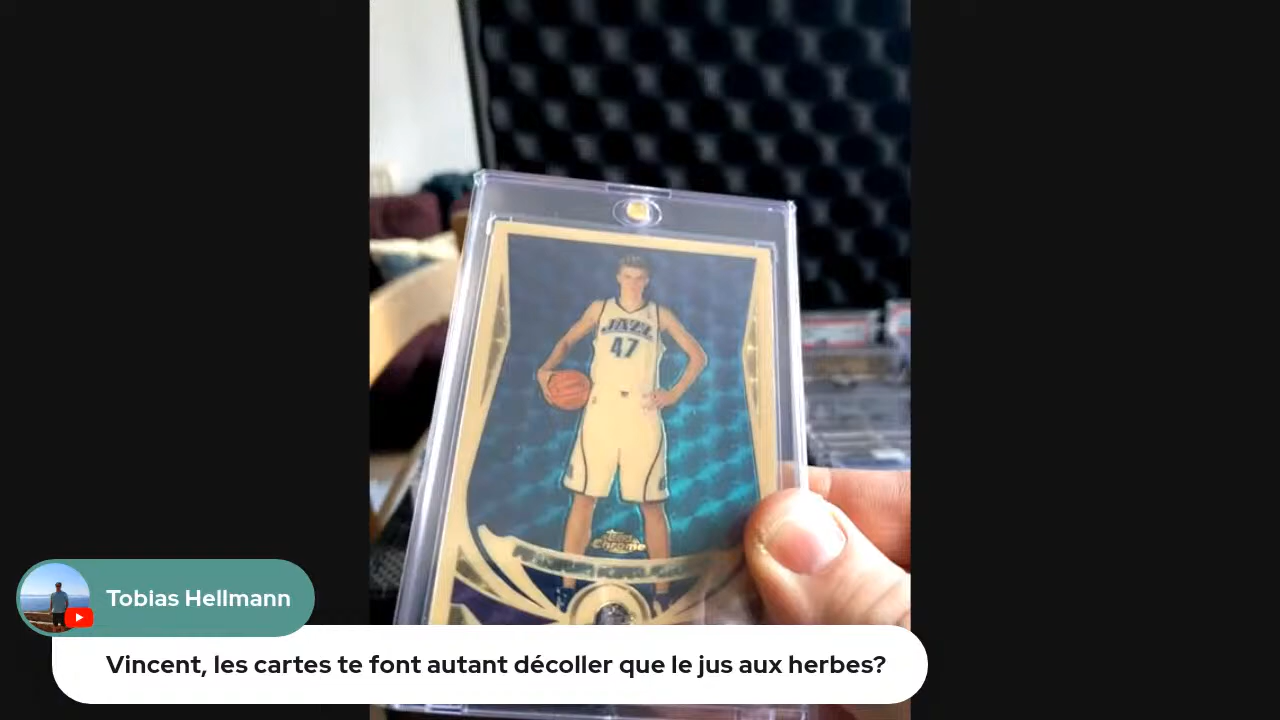 JAZZ
47
Topps
Chrome
Tobias Hellmann
Vincent, les cartes te font autant décoller que le jus aux herbes?